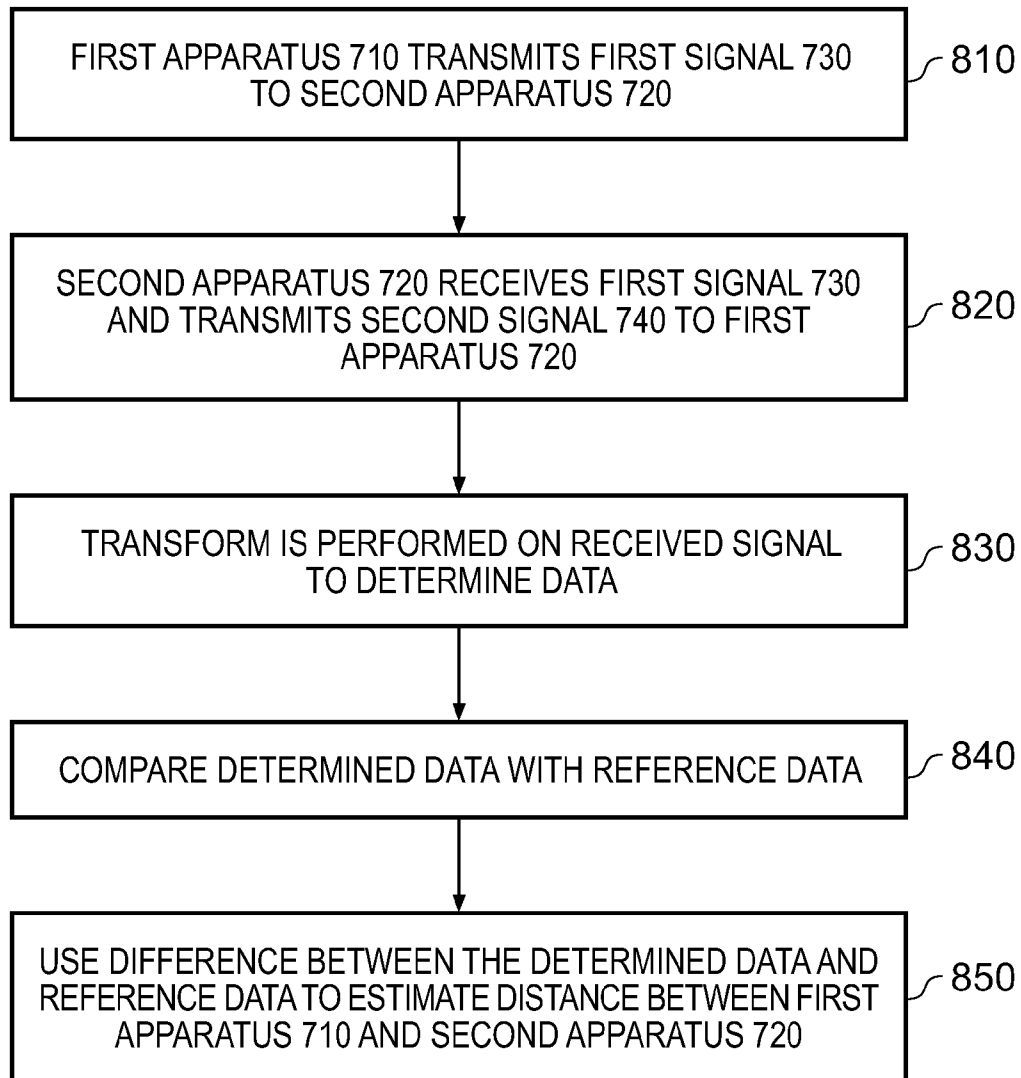 FIRST APPARATUS 710 TRANSMITS FIRST SIGNAL 730
TO SECOND APPARATUS 720
810
SECOND APPARATUS 720 RECEIVES FIRST SIGNAL 730
AND TRANSMITS SECOND SIGNAL 740 TO FIRST
APPARATUS 720
820
TRANSFORM IS PERFORMED ON RECEIVED SIGNAL
TO DETERMINE DATA
830
COMPARE DETERMINED DATA WITH REFERENCE DATA
840
USE DIFFERENCE BETWEEN THE DETERMINED DATA AND
REFERENCE DATA TO ESTIMATE DISTANCE BETWEEN FIRST
APPARATUS 710 AND SECOND APPARATUS 720
850